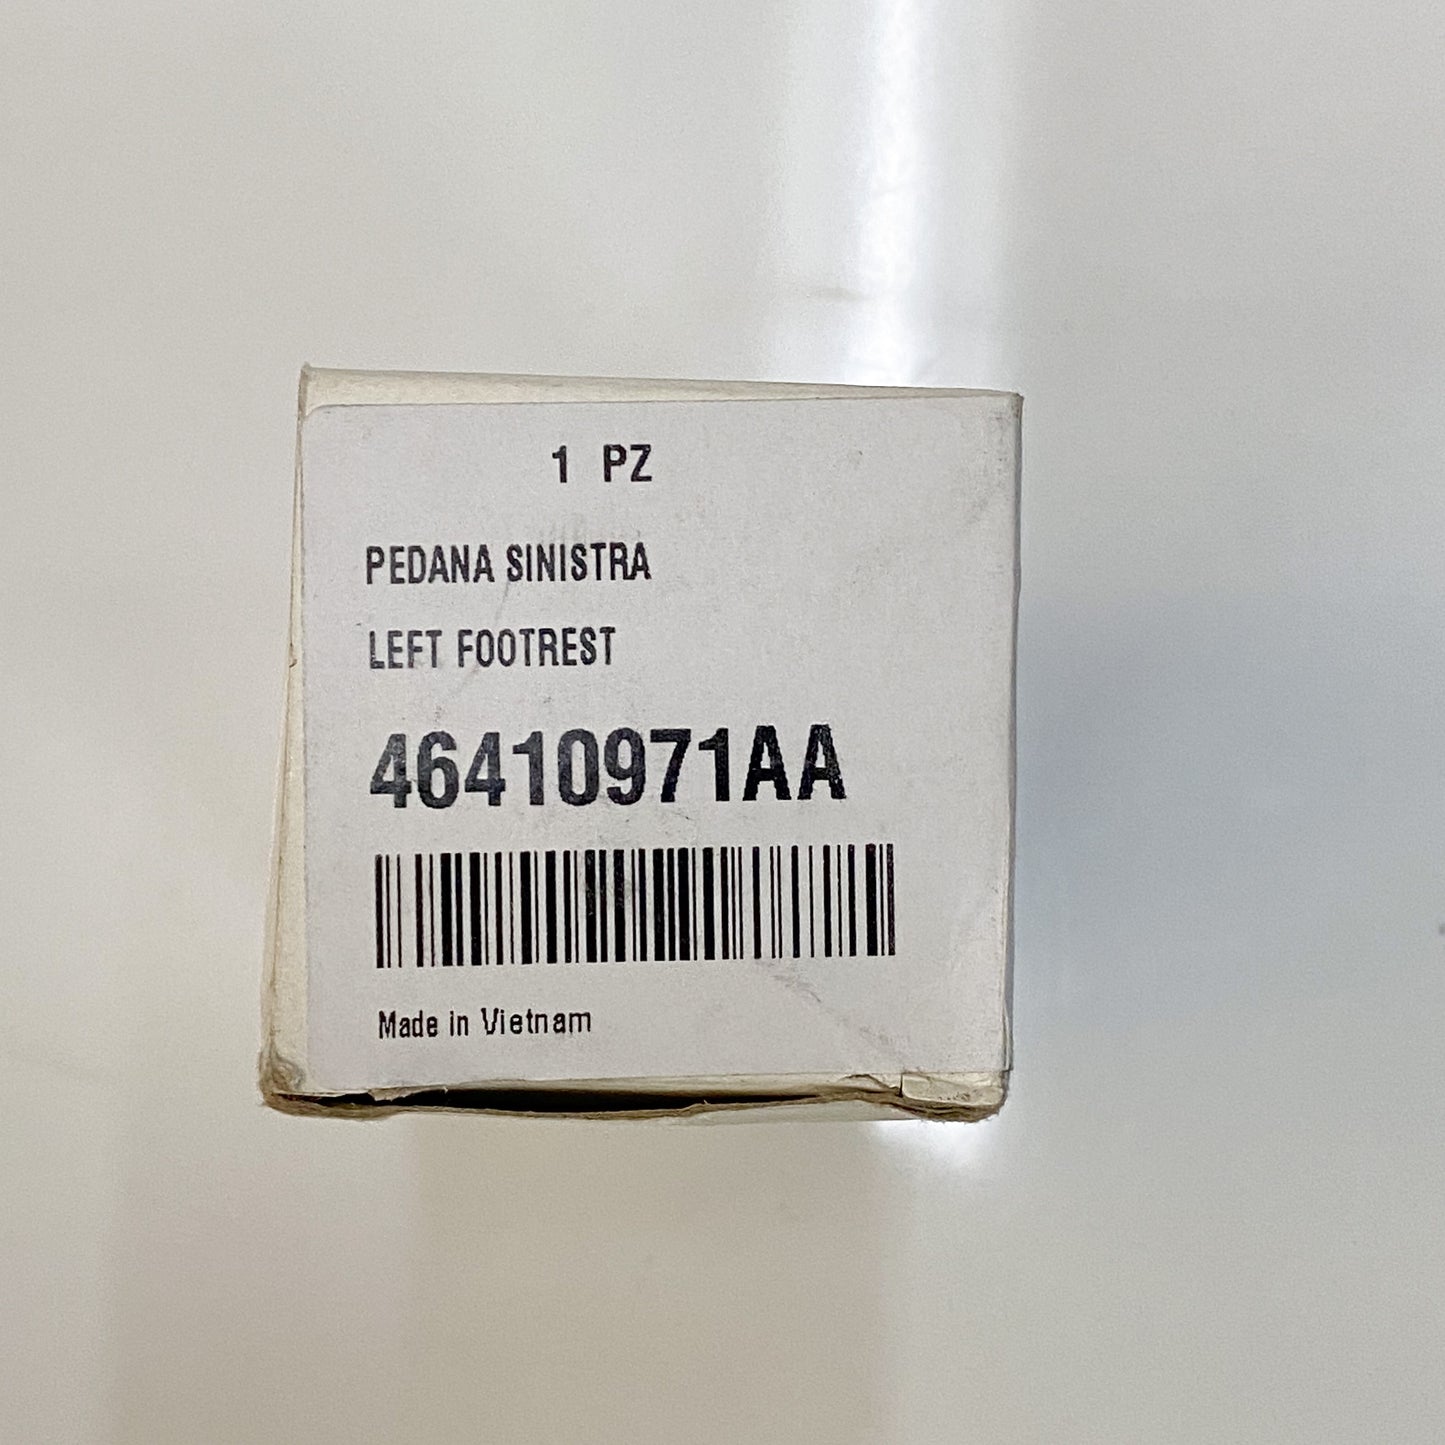 1 PZ
PEDANA SINISTRA
LEFT FOOTREST
46410971AA
Made in Vietnam